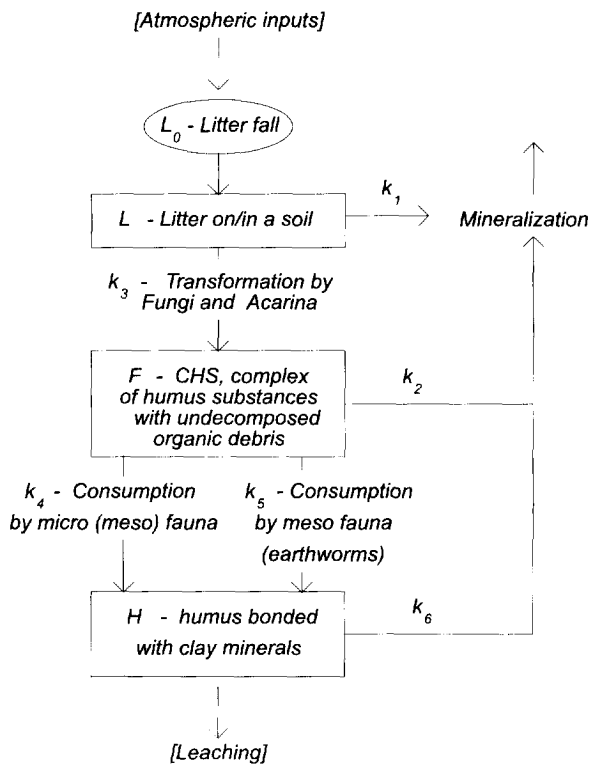 [Atmospheric inputs]
L0 - Litter fall
L - Litter on/in a soil
k1
Mineralization
k3 - Transformation by
Fungi and Acarina
F - CHS, complex
of humus substances
with undecomposed
organic debris
k2
k4 - Consumption
by micro (meso) fauna
k5 - Consumption
by meso fauna
(earthworms)
H - humus bonded
with clay minerals
k6
[Leaching]